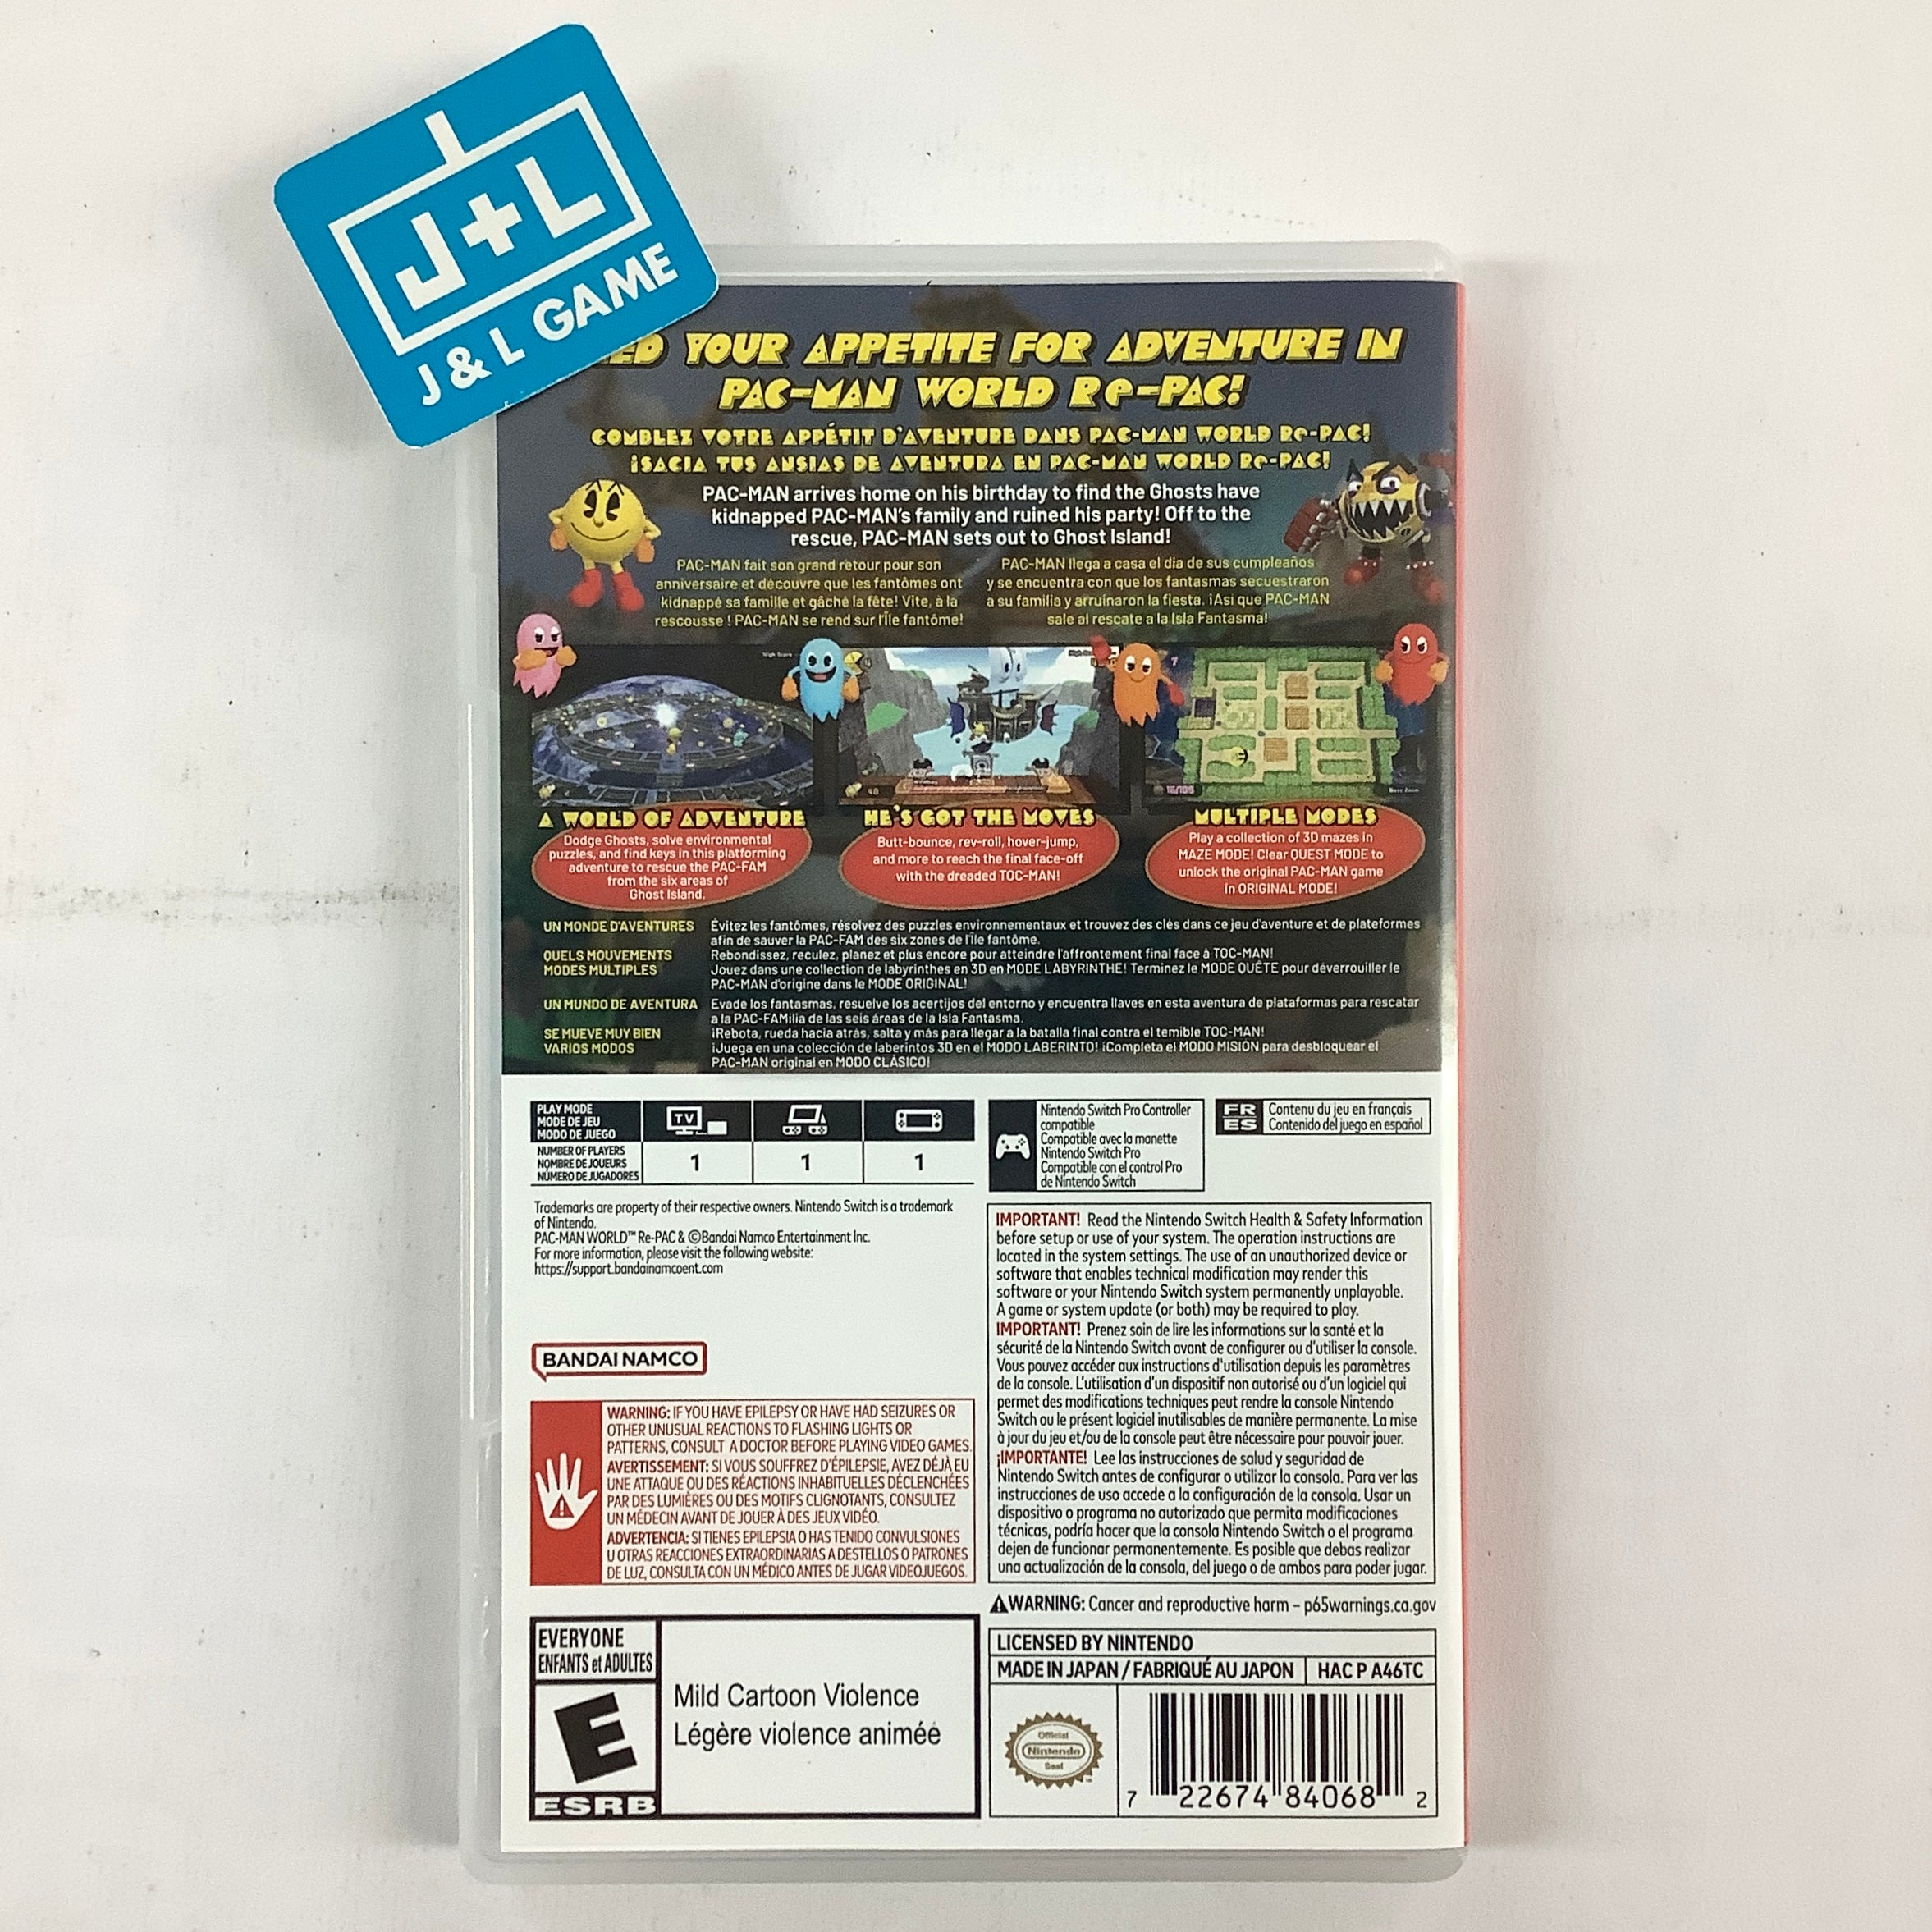 J+L
J & L GAME
YOUR APPETITE FOR ADVENTURE IN
PAC-MAN WORLD Re-PAC!
COMBLEZ VOTRE APPÉTIT D'AVENTURE DANS PAC-MAN WORLD Re-PAC!
¡SACIA TUS ANSIAS DE AVENTURA EN PAC-MAN WORLD Re-PAC!
PAC-MAN arrives home on his birthday to find the Ghosts have
kidnapped PAC-MAN's family and ruined his party! Off to the
rescue, PAC-MAN sets out to Ghost Island!
PAC-MAN fait son grand retour pour son
anniversaire et découvre que les fantômes ont
kidnappé sa famille et gâché la fête! Vite, à la
rescousse ! PAC-MAN se rend sur l'Île fantôme!
PAC-MAN llega a casa el día de sus cumpleaños
y se encuentra con que los fantasmas secuestraron
a su familia y arruinaron la fiesta. ¡Así que PAC-MAN
sale al rescate a la Isla Fantasma!
A WORLD OF ADVENTURE
Dodge Ghosts, solve environmental
puzzles, and find keys in this platforming
adventure to rescue the PAC-FAM
from the six areas of
Ghost Island.
HE'S GOT THE MOVES
Butt-bounce, rev-roll, hover-jump,
and more to reach the final face-off
with the dreaded TOC-MAN!
MULTIPLE MODES
Play a collection of 3D mazes in
MAZE MODE! Clear QUEST MODE to
unlock the original PAC-MAN game
in ORIGINAL MODE!
UN MONDE D'AVENTURES Évitez les fantômes, résolvez des puzzles environnementaux et trouvez des clés dans ce jeu d'aventure et de plateformes
afin de sauver la PAC-FAM des six zones de l'Île fantôme.
QUELS MOUVEMENTS Rebondissez, reculez, planez et plus encore pour atteindre l'affrontement final face à TOC-MAN!
MODES MULTIPLES Jouez dans une collection de labyrinthes en 3D en MODE LABYRINTHE! Terminez le MODE QUÊTE pour déverrouiller le
PAC-MAN d'origine dans le MODE ORIGINAL!
UN MUNDO DE AVENTURA Evade los fantasmas, resuelve los acertijos del entorno y encuentra llaves en esta aventura de plataformas para rescatar
a la PAC-FAMilia de las seis áreas de la Isla Fantasma.
SE MUEVE MUY BIEN ¡Rebota, rueda hacia atrás, salta y más para llegar a la batalla final contra el temible TOC-MAN!
VARIOS MODOS ¡Juega en una colección de laberintos 3D en el MODO LABERINTO! ¡Completa el MODO MISIÓN para desbloquear el
PAC-MAN original en MODO CLÁSICO!
PLAY MODE
MODE DE JEU
MODO DE JUEGO
TV
NUMBER OF PLAYERS
NOMBRE DE JOUEURS
NÚMERO DE JUGADORES
1 1 1
Nintendo Switch Pro Controller
compatible
Compatible avec la manette
Nintendo Switch Pro
Compatible con el control Pro
de Nintendo Switch
FR Contenu du jeu en français
ES Contenido del juego en español
Trademarks are property of their respective owners. Nintendo Switch is a trademark
of Nintendo.
PAC-MAN WORLD™ Re-PAC & ©Bandai Namco Entertainment Inc.
For more information, please visit the following website:
https://support.bandainamcoent.com
BANDAI NAMCO
WARNING: IF YOU HAVE EPILEPSY OR HAVE HAD SEIZURES OR
OTHER UNUSUAL REACTIONS TO FLASHING LIGHTS OR
PATTERNS, CONSULT A DOCTOR BEFORE PLAYING VIDEO GAMES.
AVERTISSEMENT: SI VOUS SOUFFREZ D'ÉPILEPSIE, AVEZ DÉJÀ EU
UNE ATTAQUE OU DES RÉACTIONS INHABITUELLES DÉCLENCHÉES
PAR DES LUMIÈRES OU DES MOTIFS CLIGNOTANTS, CONSULTEZ
UN MÉDECIN AVANT DE JOUER À DES JEUX VIDÉO.
ADVERTENCIA: SI TIENES EPILEPSIA O HAS TENIDO CONVULSIONES
U OTRAS REACCIONES EXTRAORDINARIAS A DESTELLOS O PATRONES
DE LUZ, CONSULTA CON UN MÉDICO ANTES DE JUGAR VIDEOJUEGOS.
IMPORTANT! Read the Nintendo Switch Health & Safety Information
before setup or use of your system. The operation instructions are
located in the system settings. The use of an unauthorized device or
software that enables technical modification may render this
software or your Nintendo Switch system permanently unplayable.
A game or system update (or both) may be required to play.
IMPORTANT! Prenez soin de lire les informations sur la santé et la
sécurité de la Nintendo Switch avant de configurer ou d'utiliser la console.
Vous pouvez accéder aux instructions d'utilisation depuis les paramètres
de la console. L'utilisation d'un dispositif non autorisé ou d'un logiciel qui
permet des modifications techniques peut rendre la console Nintendo
Switch ou le présent logiciel inutilisables de manière permanente. La mise
à jour du jeu et/ou de la console peut être nécessaire pour pouvoir jouer.
¡IMPORTANTE! Lee las instrucciones de salud y seguridad de
Nintendo Switch antes de configurar o utilizar la consola. Para ver las
instrucciones de uso accede a la configuración de la consola. Usar un
dispositivo o programa no autorizado que permita modificaciones
técnicas, podría hacer que la consola Nintendo Switch o el programa
dejen de funcionar permanentemente. Es posible que debas realizar
una actualización de la consola, del juego o de ambos para poder jugar.
WARNING: Cancer and reproductive harm – p65warnings.ca.gov
EVERYONE
ENFANTS et ADULTES
E
ESRB
Mild Cartoon Violence
Légère violence animée
LICENSED BY NINTENDO
MADE IN JAPAN / FABRIQUÉ AU JAPON HAC P A46TC
Official
Nintendo
Seal
7 22674 84068 2